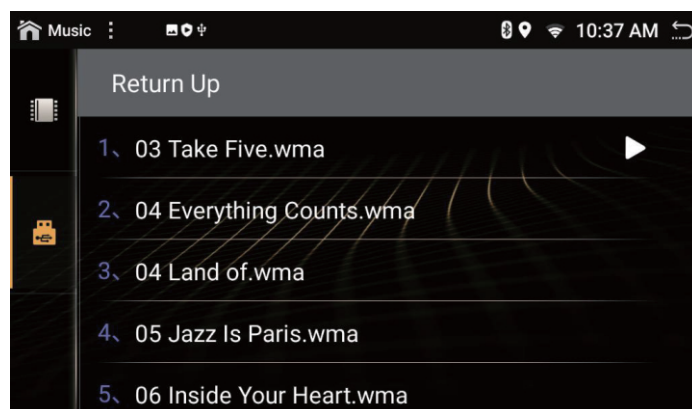 Music
10:37 AM
Return Up
1、 03 Take Five.wma
2、 04 Everything Counts.wma
3、 04 Land of.wma
4、 05 Jazz Is Paris.wma
5、 06 Inside Your Heart.wma